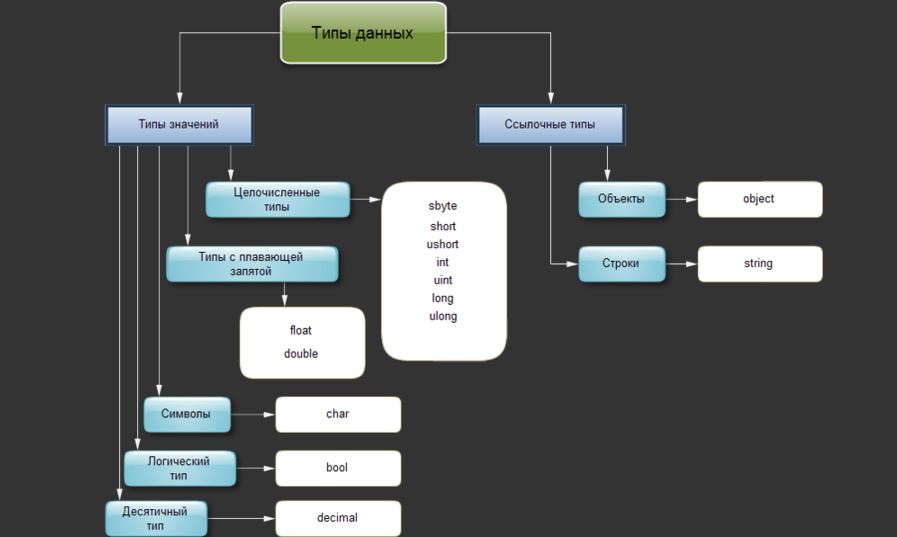 Типы данных
Типы значений
Ссылочные типы
Целочисленные
типы
sbyte
short
ushort
int
uint
long
ulong
Объекты
object
Типы с плавающей
запятой
Строки
string
float
double
Символы
char
Логический
тип
bool
Десятичный
тип
decimal